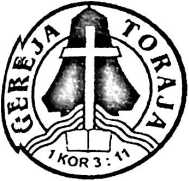 GEREJA TORAJA
1 KOR 3 : 11